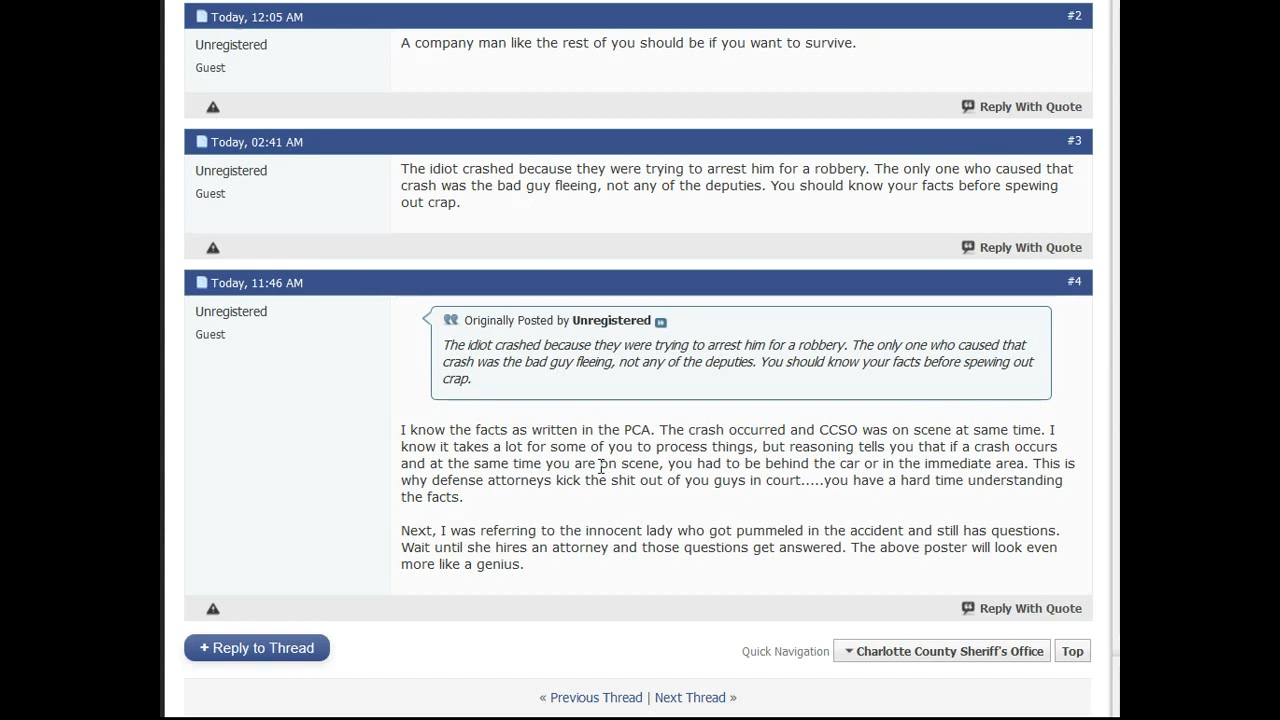 Today, 12:05 AM
#2
Unregistered
Guest
A company man like the rest of you should be if you want to survive.
Reply With Quote
Today, 02:41 AM
#3
Unregistered
Guest
The idiot crashed because they were trying to arrest him for a robbery. The only one who caused that
crash was the bad guy fleeing, not any of the deputies. You should know your facts before spewing
out crap.
Reply With Quote
Today, 11:46 AM
#4
Unregistered
Guest
Originally Posted by Unregistered
The idiot crashed because they were trying to arrest him for a robbery. The only one who caused that
crash was the bad guy fleeing, not any of the deputies. You should know your facts before spewing out
crap.
I know the facts as written in the PCA. The crash occurred and CCSO was on scene at same time. I
know it takes a lot for some of you to process things, but reasoning tells you that if a crash occurs
and at the same time you are on scene, you had to be behind the car or in the immediate area. This is
why defense attorneys kick the shit out of you guys in court.....you have a hard time understanding
the facts.
Next, I was referring to the innocent lady who got pummeled in the accident and still has questions.
Wait until she hires an attorney and those questions get answered. The above poster will look even
more like a genius.
Reply With Quote
+ Reply to Thread
Quick Navigation
Charlotte County Sheriff's Office
Top
« Previous Thread | Next Thread »